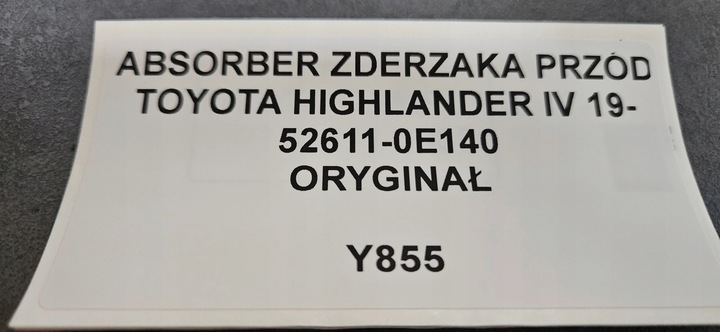 ABSORBER ZDERZAKA PRZÓD
TOYOTA HIGHLANDER IV 19-
52611-0E140
ORYGINAŁ
Y855